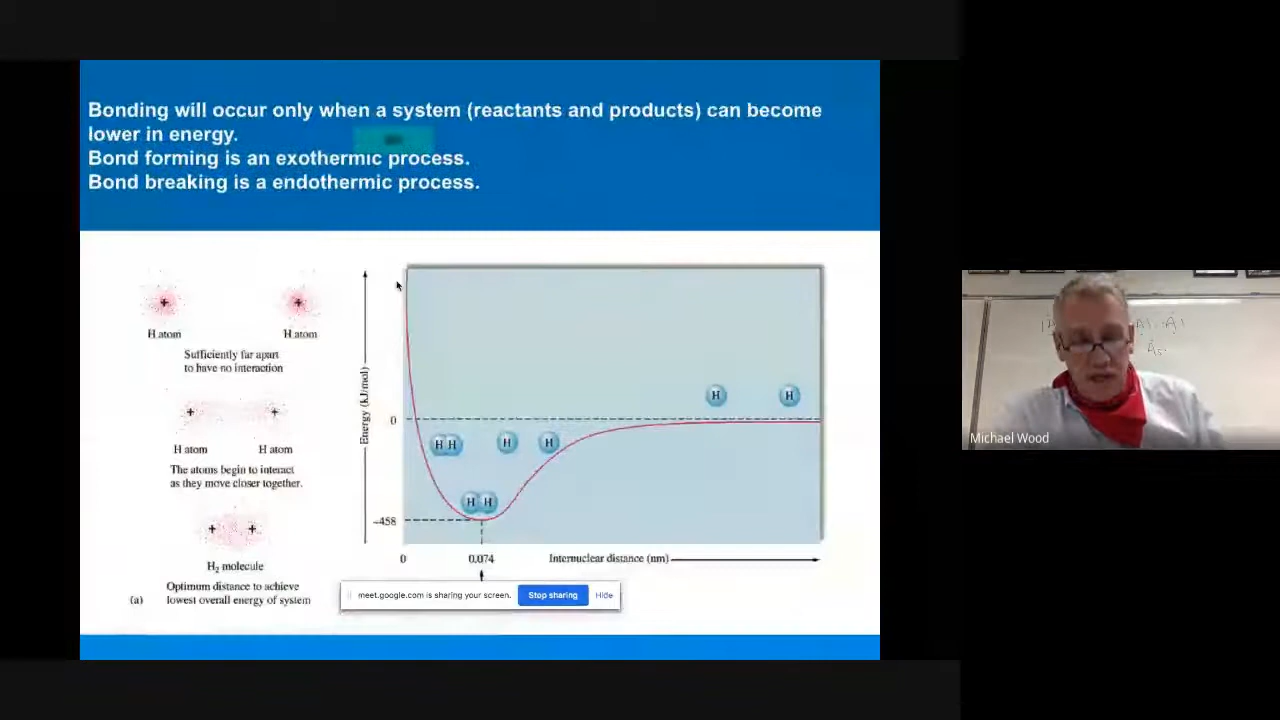 Bonding will occur only when a system (reactants and products) can become
lower in energy.
Bond forming is an exothermic process.
Bond breaking is a endothermic process.
H atom
H atom
Sufficiently far apart
to have no interaction
H atom
H atom
The atoms begin to interact
as they move closer together.
H2 molecule
Optimum distance to achieve
(a)
lowest overall energy of system
Energy (kJ/mol)
0
–458
H
H
H H
H
H
H H
0
0.074
Internuclear distance (nm)
meet.google.com is sharing your screen.
Stop sharing
Hide
Michael Wood